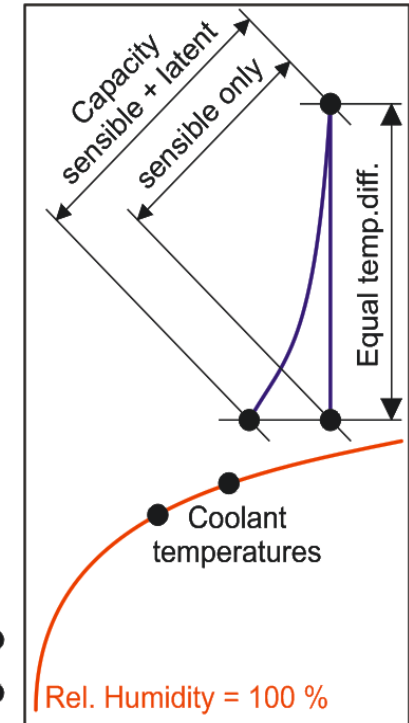 Capacity
sensible + latent
sensible only
Equal temp.diff.
Coolant
temperatures
Rel. Humidity = 100 %